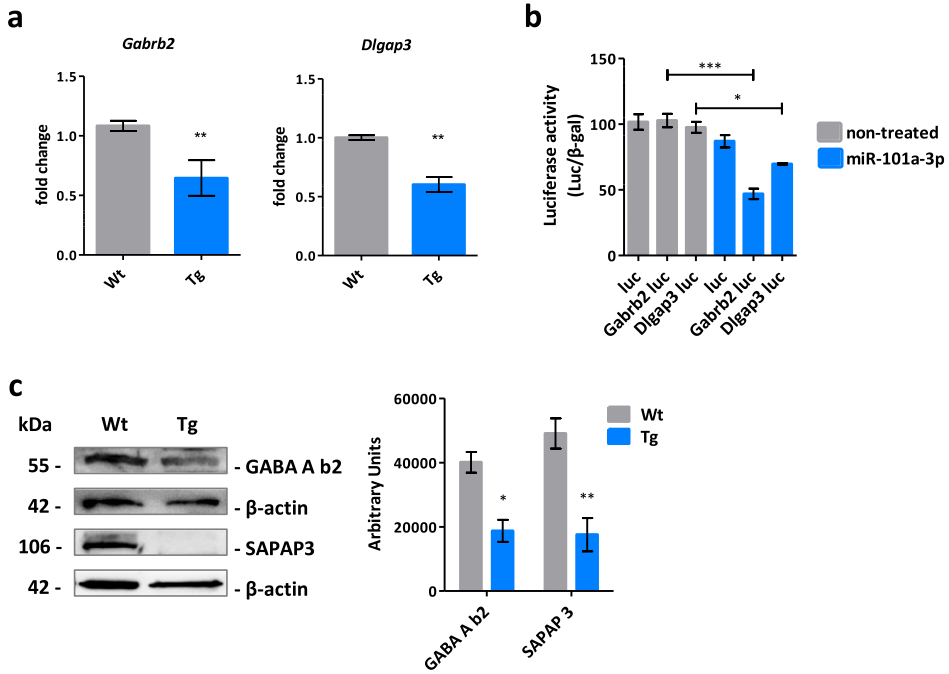 a
Gabrb2
Dlgap3
fold change
1.5
1.0
0.5
0.0
**
Wt
Tg
fold change
1.5
1.0
0.5
0.0
**
Wt
Tg
b
Luciferase activity
(Luc/β-gal)
150
100
50
0
***
*
luc
Gabrb2 luc
Dlgap3 luc
luc
Gabrb2 luc
Dlgap3 luc
non-treated
miR-101a-3p
c
kDa
Wt
Tg
55 -
- GABA A b2
42 -
- β-actin
106 -
- SAPAP3
42 -
- β-actin
Arbitrary Units
60000
40000
20000
0
*
**
GABA A b2
SAPAP 3
Wt
Tg